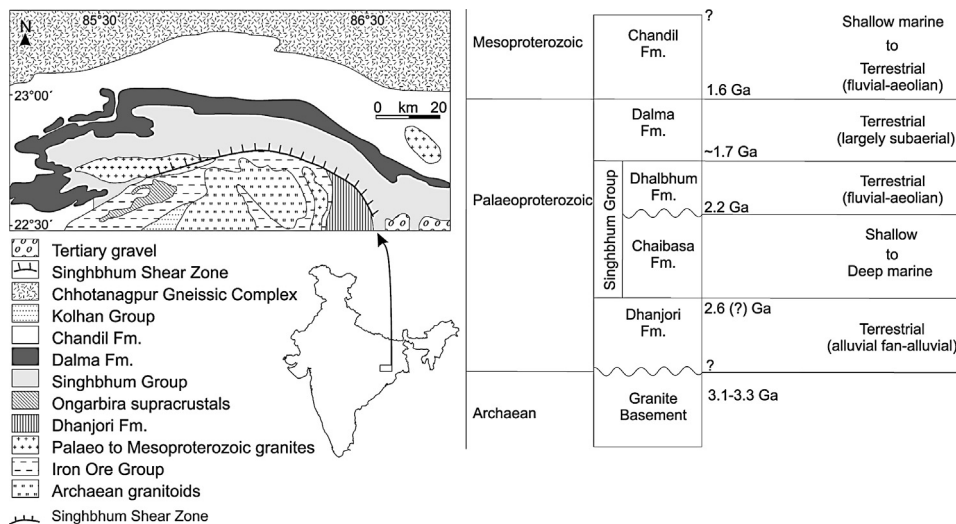 85°30'
86°30'
N
23°00'
0 km 20
22°30'
Tertiary gravel
Singhbhum Shear Zone
Chhotanagpur Gneissic Complex
Kolhan Group
Chandil Fm.
Dalma Fm.
Singhbhum Group
Ongarbira supracrustals
Dhanjori Fm.
Palaeo to Mesoproterozoic granites
Iron Ore Group
Archaean granitoids
Singhbhum Shear Zone
Mesoproterozoic
Chandil
Fm.
?
1.6 Ga
Shallow marine
to
Terrestrial
(fluvial-aeolian)
Palaeoproterozoic
Dalma
Fm.
~1.7 Ga
Terrestrial
(largely subaerial)
Singhbhum Group
Dhalbhum
Fm.
2.2 Ga
Terrestrial
(fluvial-aeolian)
Chaibasa
Fm.
Shallow
to
Deep marine
Dhanjori
Fm.
2.6 (?) Ga
?
Terrestrial
(alluvial fan-alluvial)
Archaean
Granite
Basement
3.1-3.3 Ga